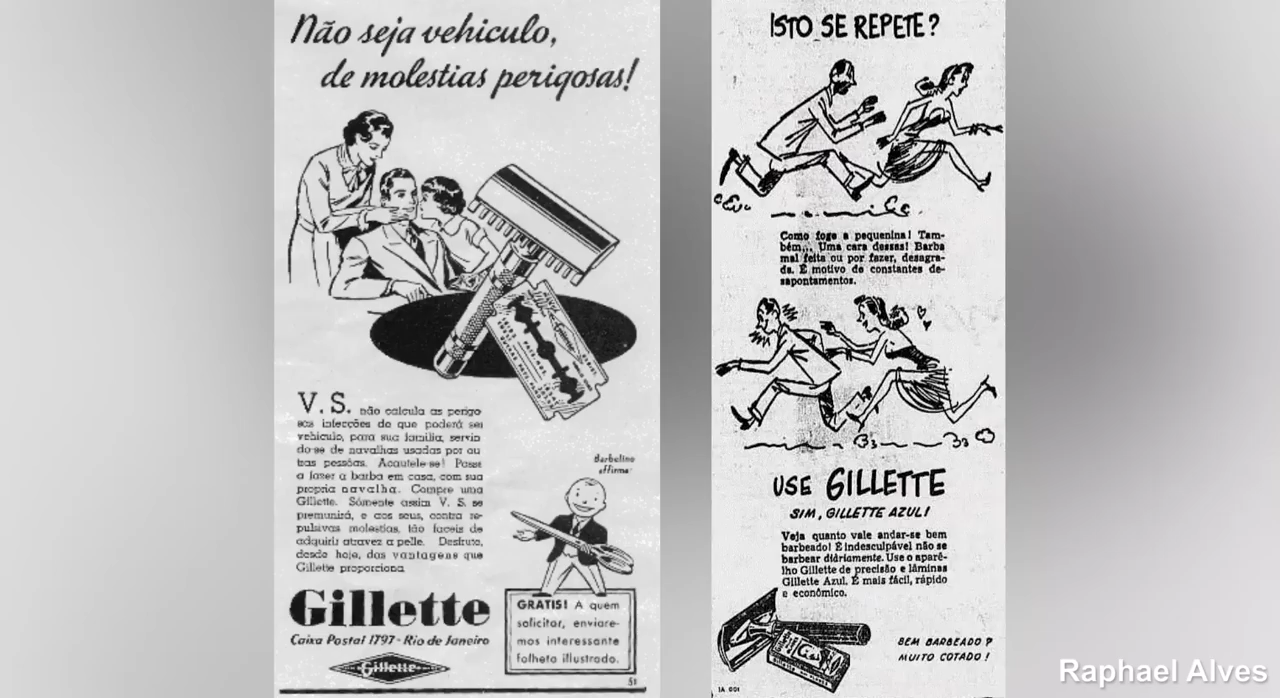 Não seja vehiculo,
de molestias perigosas!
V. S. não calcula as perigo
sas infecções do que poderá ser
vehiculo, para sua familia, servin
do-se de navalhas usadas por ou
tras pessôas. Acautele-se! Passe
a fazer a barba em casa, com sua
propria navalha. Compre uma
Gillette. Sómente assim V. S. se
premunirá, e aos seus, contra re-
pulsivas molestias, tão faceis de
adquirir atravez a pelle. Desfrute,
desde hoje, das vantagens que
Gillette proporciona
Barbelino
affirma:
Gillette
Caixa Postal 1797 - Rio de Janeiro
Gillette
GRATIS! A quem
solicitar, enviare-
mos interessante
folheto illustrado.
51
ISTO SE REPETE?
Como foge a pequenina! Tam-
bém... Uma cara dessas! Barba
mal feita ou por fazer, desagra-
da. É motivo de constantes de-
sapontamentos.
USE GILLETTE
SIM, GILLETTE AZUL!
Veja quanto vale andar-se bem
barbeado! É indesculpável não se
barbear diàriamente. Use o aparê-
lho Gillette de precisão e lâminas
Gillette Azul. É mais fácil, rápido
e econômico.
BEM BARBEADO?
MUITO COTADO!
IA. 001
Raphael Alves